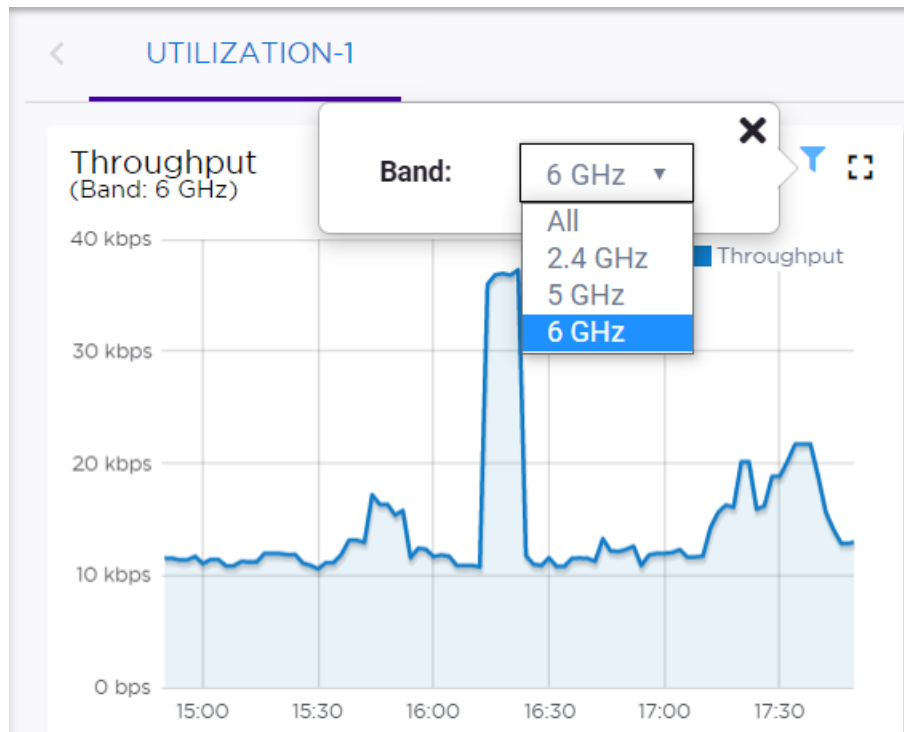 UTILIZATION-1
Throughput
(Band: 6 GHz)
Band:
6 GHz
All
2.4 GHz
5 GHz
6 GHz
Throughput
40 kbps
30 kbps
20 kbps
10 kbps
0 bps
15:00 15:30 16:00 16:30 17:00 17:30